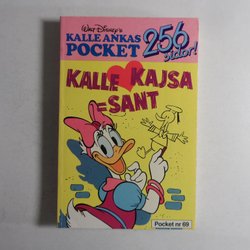 Walt Disney's
KALLE ANKAS
POCKET
256
sidor!
KALLE KAJSA
=SANT
Pocket nr 69